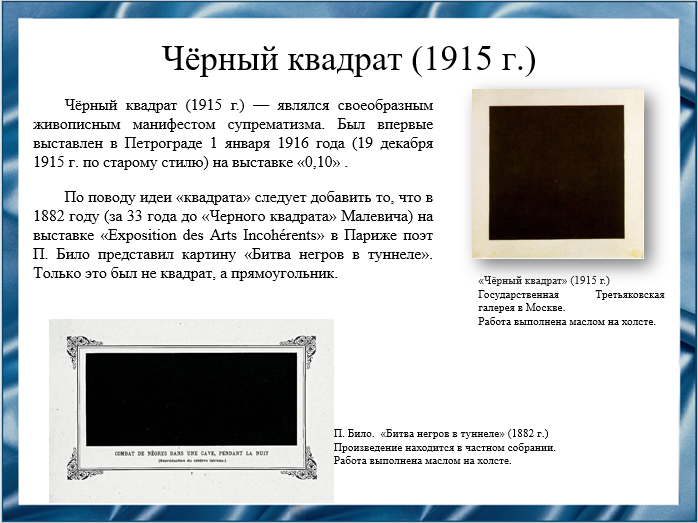 Чёрный квадрат (1915 г.)
Чёрный квадрат (1915 г.) — являлся своеобразным
живописным манифестом супрематизма. Был впервые
выставлен в Петрограде 1 января 1916 года (19 декабря
1915 г. по старому стилю) на выставке «0,10» .
По поводу идеи «квадрата» следует добавить то, что в
1882 году (за 33 года до «Черного квадрата» Малевича) на
выставке «Exposition des Arts Incohérents» в Париже поэт
П. Било представил картину «Битва негров в туннеле».
Только это был не квадрат, а прямоугольник.
«Чёрный квадрат» (1915 г.)
Государственная Третьяковская
галерея в Москве.
Работа выполнена маслом на холсте.
COMBAT DE NÈGRES DANS UNE CAVE, PENDANT LA NUIT
(Reproduction du célèbre tableau.)
П. Било. «Битва негров в туннеле» (1882 г.)
Произведение находится в частном собрании.
Работа выполнена маслом на холсте.